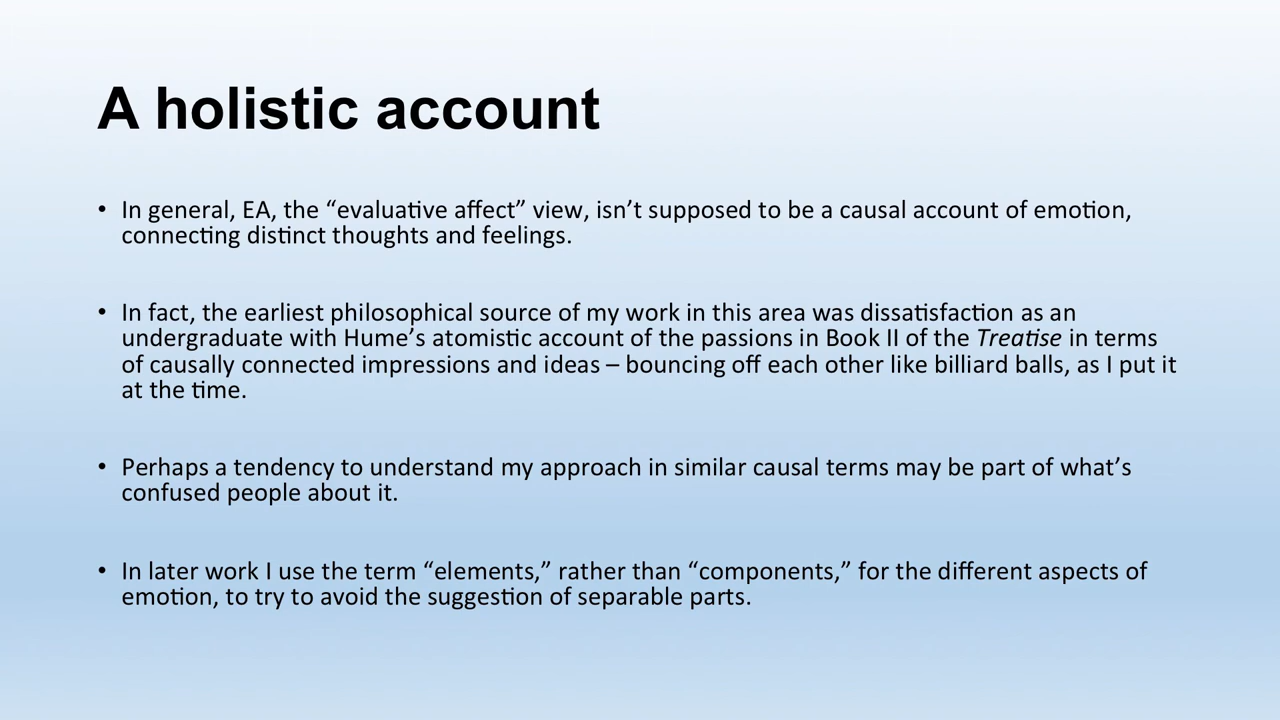 A holistic account
• In general, EA, the “evaluative affect” view, isn’t supposed to be a causal account of emotion,
connecting distinct thoughts and feelings.
• In fact, the earliest philosophical source of my work in this area was dissatisfaction as an
undergraduate with Hume’s atomistic account of the passions in Book II of the Treatise in terms
of causally connected impressions and ideas – bouncing off each other like billiard balls, as I put it
at the time.
• Perhaps a tendency to understand my approach in similar causal terms may be part of what’s
confused people about it.
• In later work I use the term “elements,” rather than “components,” for the different aspects of
emotion, to try to avoid the suggestion of separable parts.